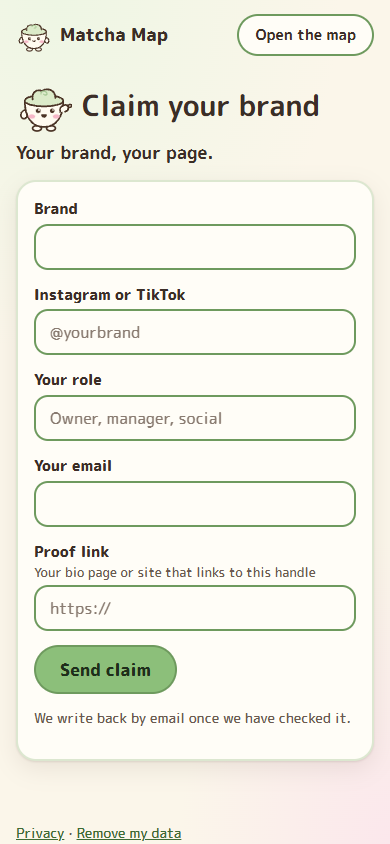 Matcha Map
Open the map
Claim your brand
Your brand, your page.
Brand
Instagram or TikTok
@yourbrand
Your role
Owner, manager, social
Your email
Proof link
Your bio page or site that links to this handle
https://
Send claim
We write back by email once we have checked it.
Privacy · Remove my data